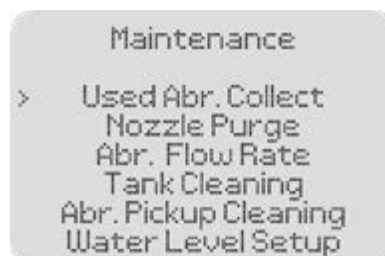 Maintenance
> Used Abr. Collect
Nozzle Purge
Abr. Flow Rate
Tank Cleaning
Abr. Pickup Cleaning
Water Level Setup